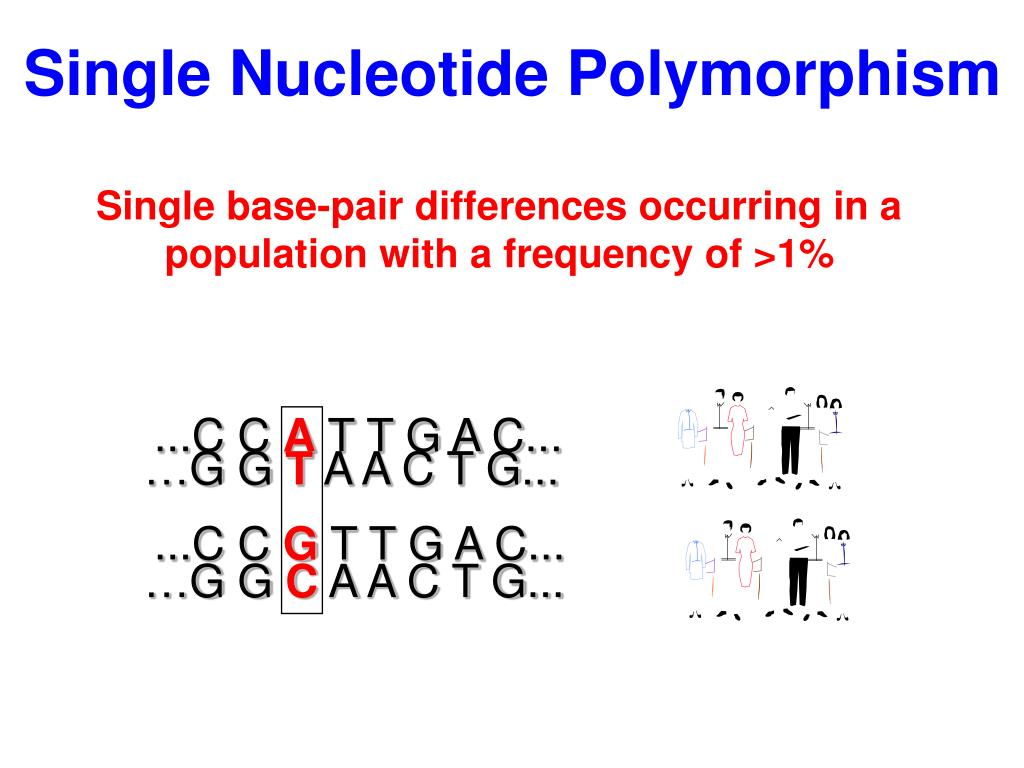 Single Nucleotide Polymorphism
Single base-pair differences occurring in a
population with a frequency of >1%
...C C A T T G A C...
...G G T A A C T G...
...C C G T T G A C...
...G G C A A C T G...